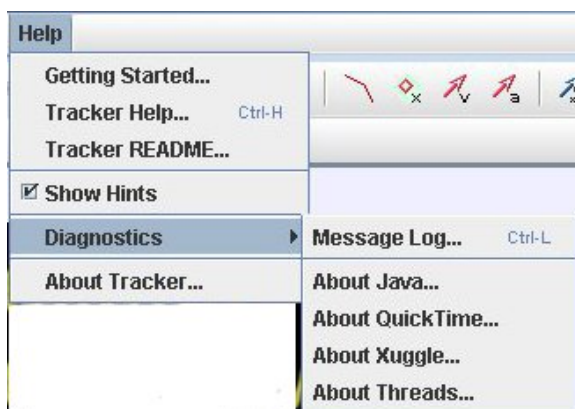 Help
Getting Started...
Tracker Help... Ctrl-H
Tracker README...
Show Hints
Diagnostics
About Tracker...
x
v
a
Message Log... Ctrl-L
About Java...
About QuickTime...
About Xuggle...
About Threads...